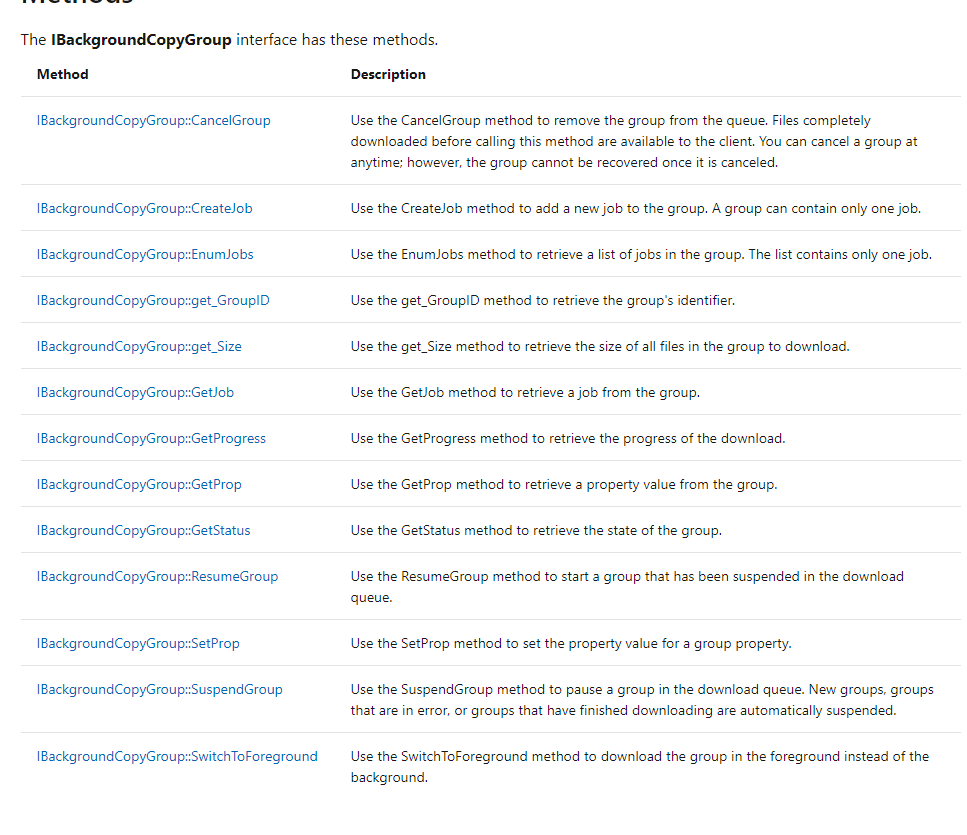 Methods
The IBackgroundCopyGroup interface has these methods.
Method Description
IBackgroundCopyGroup::CancelGroup Use the CancelGroup method to remove the group from the queue. Files completely
downloaded before calling this method are available to the client. You can cancel a group at
anytime; however, the group cannot be recovered once it is canceled.
IBackgroundCopyGroup::CreateJob Use the CreateJob method to add a new job to the group. A group can contain only one job.
IBackgroundCopyGroup::EnumJobs Use the EnumJobs method to retrieve a list of jobs in the group. The list contains only one job.
IBackgroundCopyGroup::get_GroupID Use the get_GroupID method to retrieve the group's identifier.
IBackgroundCopyGroup::get_Size Use the get_Size method to retrieve the size of all files in the group to download.
IBackgroundCopyGroup::GetJob Use the GetJob method to retrieve a job from the group.
IBackgroundCopyGroup::GetProgress Use the GetProgress method to retrieve the progress of the download.
IBackgroundCopyGroup::GetProp Use the GetProp method to retrieve a property value from the group.
IBackgroundCopyGroup::GetStatus Use the GetStatus method to retrieve the state of the group.
IBackgroundCopyGroup::ResumeGroup Use the ResumeGroup method to start a group that has been suspended in the download
queue.
IBackgroundCopyGroup::SetProp Use the SetProp method to set the property value for a group property.
IBackgroundCopyGroup::SuspendGroup Use the SuspendGroup method to pause a group in the download queue. New groups, groups
that are in error, or groups that have finished downloading are automatically suspended.
IBackgroundCopyGroup::SwitchToForeground Use the SwitchToForeground method to download the group in the foreground instead of the
background.